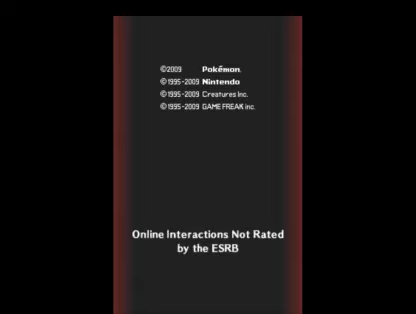 ©2009 Pokémon.
©1995-2009 Nintendo
©1995-2009 Creatures Inc.
©1995-2009 GAME FREAK inc.
Online Interactions Not Rated
by the ESRB